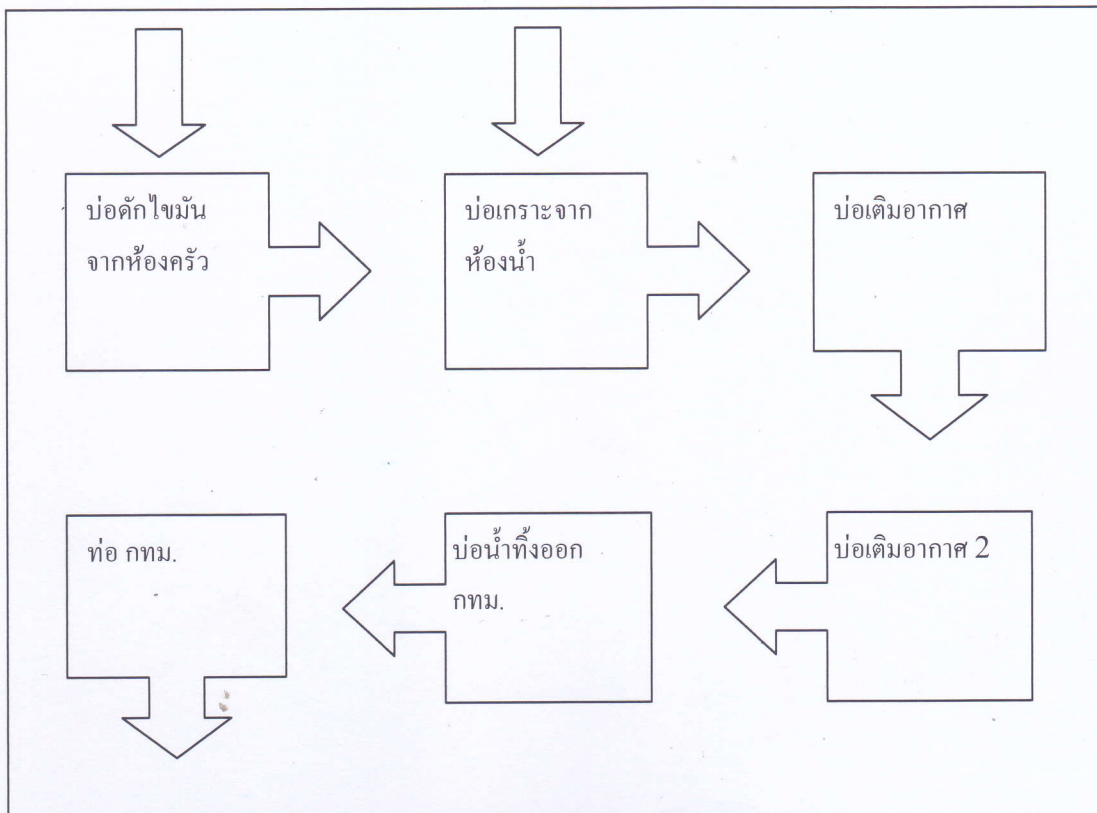 บ่อดักไขมัน
จากห้องครัว
บ่อเกราะจาก
ห้องน้ำ
บ่อเติมอากาศ
บ่อเติมอากาศ 2
บ่อน้ำทิ้งออก
กทม.
ท่อ กทม.